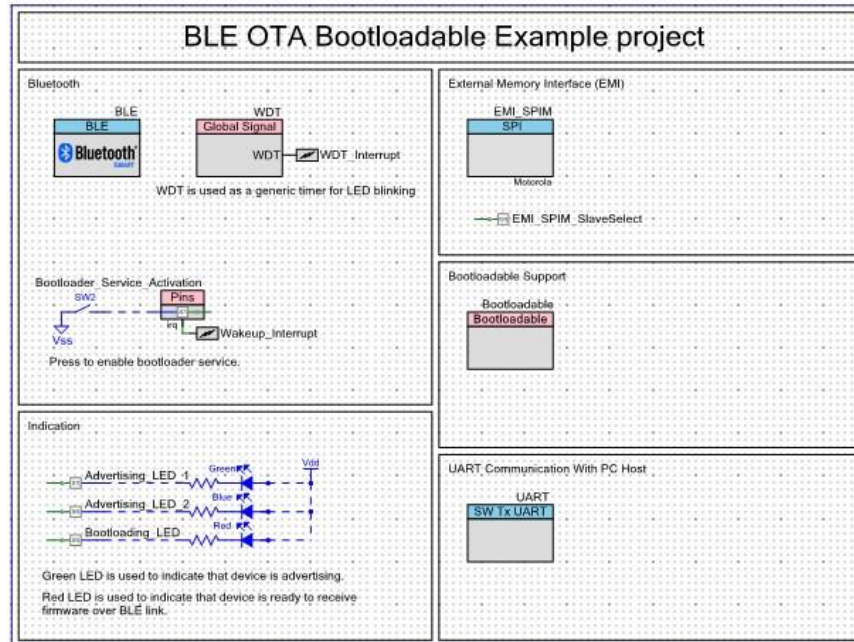 BLE OTA Bootloadable Example project
Bluetooth
BLE
BLE
Bluetooth
SMART
WDT
Global Signal
WDT
WDT_Interrupt
WDT is used as a generic timer for LED blinking
Bootloader_Service_Activation
SW2
Pins
irq
Wakeup_Interrupt
Vss
Press to enable bootloader service.
Indication
Advertising_LED_1
Green
Vdd
Advertising_LED_2
Blue
Bootloading_LED
Red
Green LED is used to indicate that device is advertising.
Red LED is used to indicate that device is ready to receive
firmware over BLE link.
External Memory Interface (EMI)
EMI_SPIM
SPI
Motorola
EMI_SPIM_SlaveSelect
Bootloadable Support
Bootloadable
Bootloadable
UART Communication With PC Host
UART
SW Tx UART